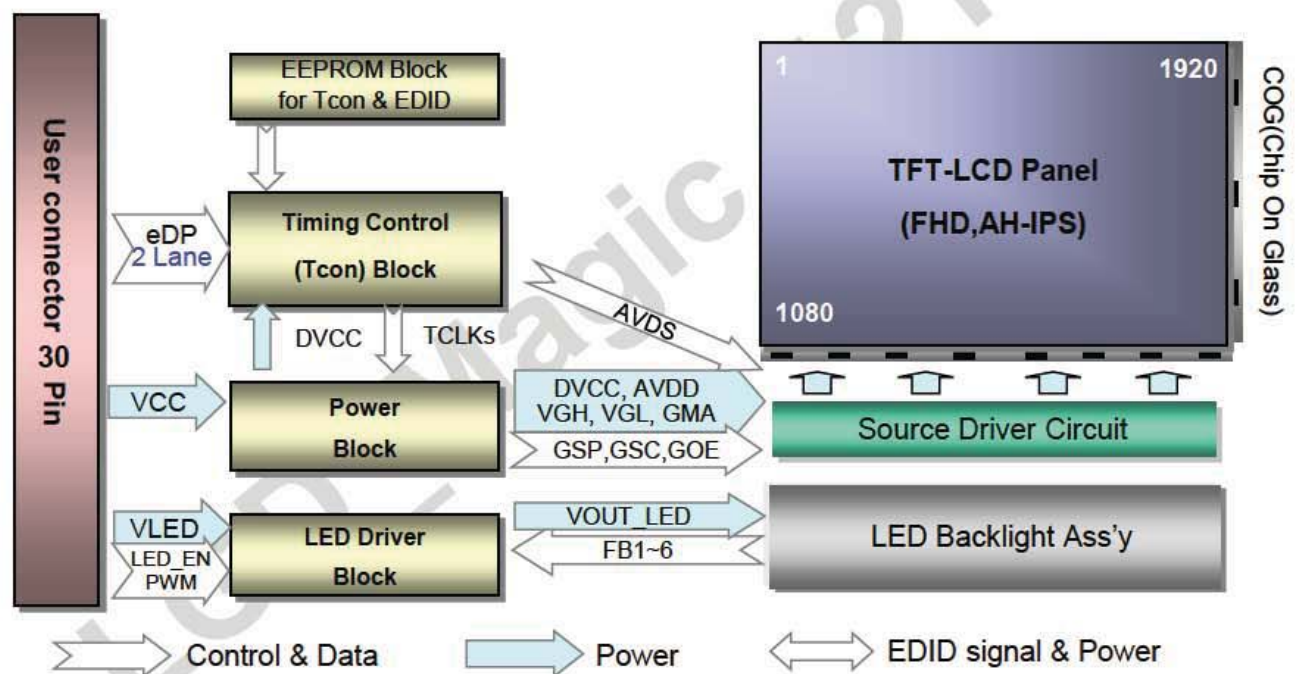 User connector 30 Pin
EEPROM Block
for Tcon & EDID
eDP
2 Lane
Timing Control
(Tcon) Block
DVCC
TCLKs
AVDS
VCC
Power
Block
DVCC, AVDD
VGH, VGL, GMA
GSP,GSC,GOE
VLED
LED_EN
PWM
LED Driver
Block
VOUT_LED
FB1~6
1
1920
TFT-LCD Panel
(FHD,AH-IPS)
1080
COG(Chip On Glass)
Source Driver Circuit
LED Backlight Ass'y
Control & Data
Power
EDID signal & Power